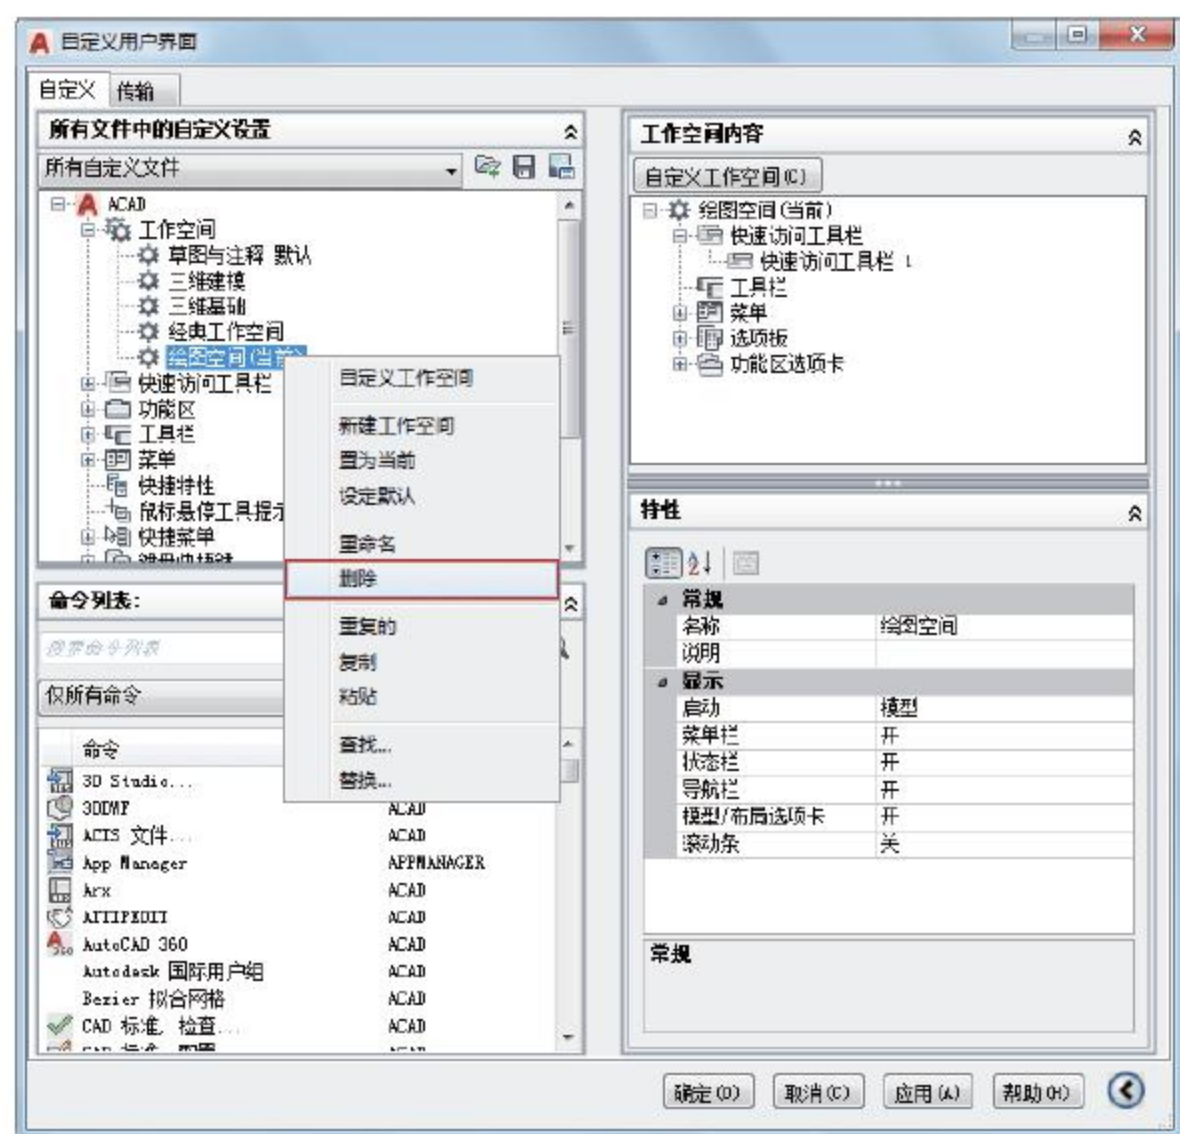 自定义用户界面
自定义 传输
所有文件中的自定义设置
所有自定义文件
ACAD
工作空间
草图与注释 默认
三维建模
三维基础
经典工作空间
绘图空间(当前)
快速访问工具栏
功能区
工具栏
菜单
快捷特性
鼠标悬停工具提示
快捷菜单
自定义工作空间
新建工作空间
置为当前
设定默认
重命名
删除
重复的
复制
粘贴
查找...
替换...
命令列表:
搜索命令列表
仅所有命令
命令
3D Studio...
3DDWF ACAD
ACIS 文件... ACAD
App Manager APPMANAGER
Arx ACAD
ATTIPEDIT ACAD
AutoCAD 360 ACAD
Autodesk 国际用户组 ACAD
Bezier 拟合网格 ACAD
CAD 标准, 检查... ACAD
工作空间内容
自定义工作空间(C)
绘图空间(当前)
快速访问工具栏
快速访问工具栏 1
工具栏
菜单
选项板
功能区选项卡
特性
常规
名称 绘图空间
说明
显示
启动 模型
菜单栏 开
状态栏 开
导航栏 开
模型/布局选项卡 开
滚动条 关
常规
确定(O) 取消(C) 应用(A) 帮助(H)